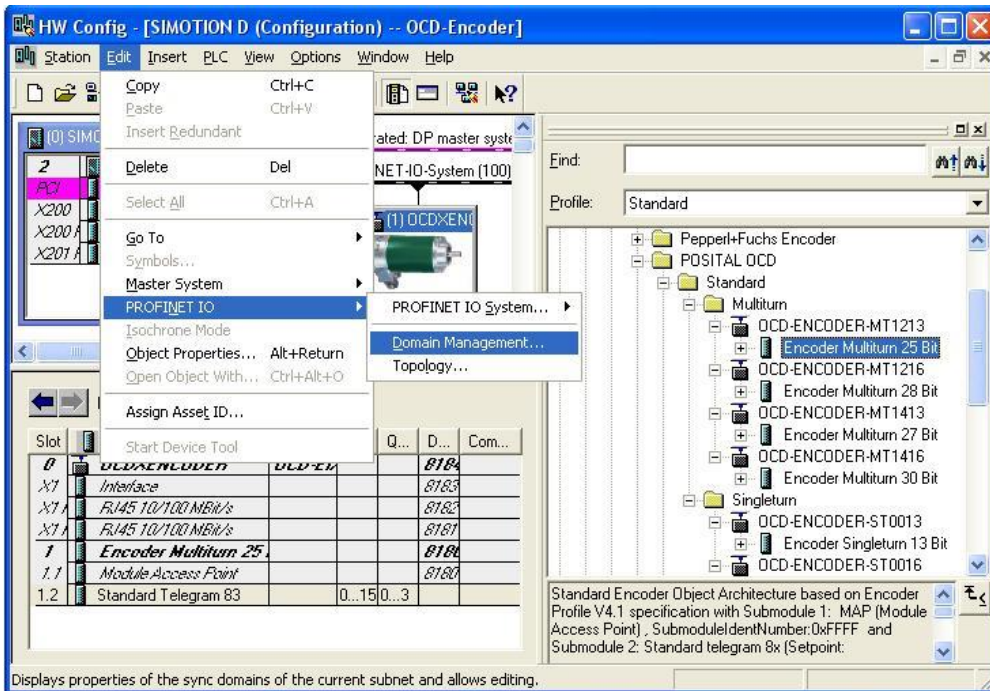 HW Config - [SIMOTION D (Configuration) -- OCD-Encoder]
Station Edit Insert PLC View Options Window Help
Copy Ctrl+C
Paste Ctrl+V
Insert Redundant
Delete Del
Select All Ctrl+A
Go To
Symbols...
Master System
PROFINET IO
Isochrone Mode
Object Properties... Alt+Return
Open Object With... Ctrl+Alt+O
Assign Asset ID...
Start Device Tool
PROFINET IO System...
Domain Management...
Topology...
(0) SIMO
2
PCI
X200
X200
X201
ated: DP master syste
NET-IO-System (100)
(1) OCDXENC
Find:
Profile: Standard
Pepperl+Fuchs Encoder
POSITAL OCD
Standard
Multiturn
OCD-ENCODER-MT1213
Encoder Multiturn 25 Bit
OCD-ENCODER-MT1216
Encoder Multiturn 28 Bit
OCD-ENCODER-MT1413
Encoder Multiturn 27 Bit
OCD-ENCODER-MT1416
Encoder Multiturn 30 Bit
Singleturn
OCD-ENCODER-ST0013
Encoder Singleturn 13 Bit
OCD-ENCODER-ST0016
Slot Q... D... Com...
0 OCDXENCODER 8184
X1 Interface 8183
X1 RJ45 10/100 MBit/s 8182
X1 RJ45 10/100 MBit/s 8181
1 Encoder Multiturn 25 8180
1.1 Module Access Point 8180
1.2 Standard Telegram 83 0...15 0...3
Standard Encoder Object Architecture based on Encoder
Profile V4.1 specification with Submodule 1: MAP (Module
Access Point) , SubmoduleIdentNumber:0xFFFF and
Submodule 2: Standard telegram 8x (Setpoint:
Displays properties of the sync domains of the current subnet and allows editing.